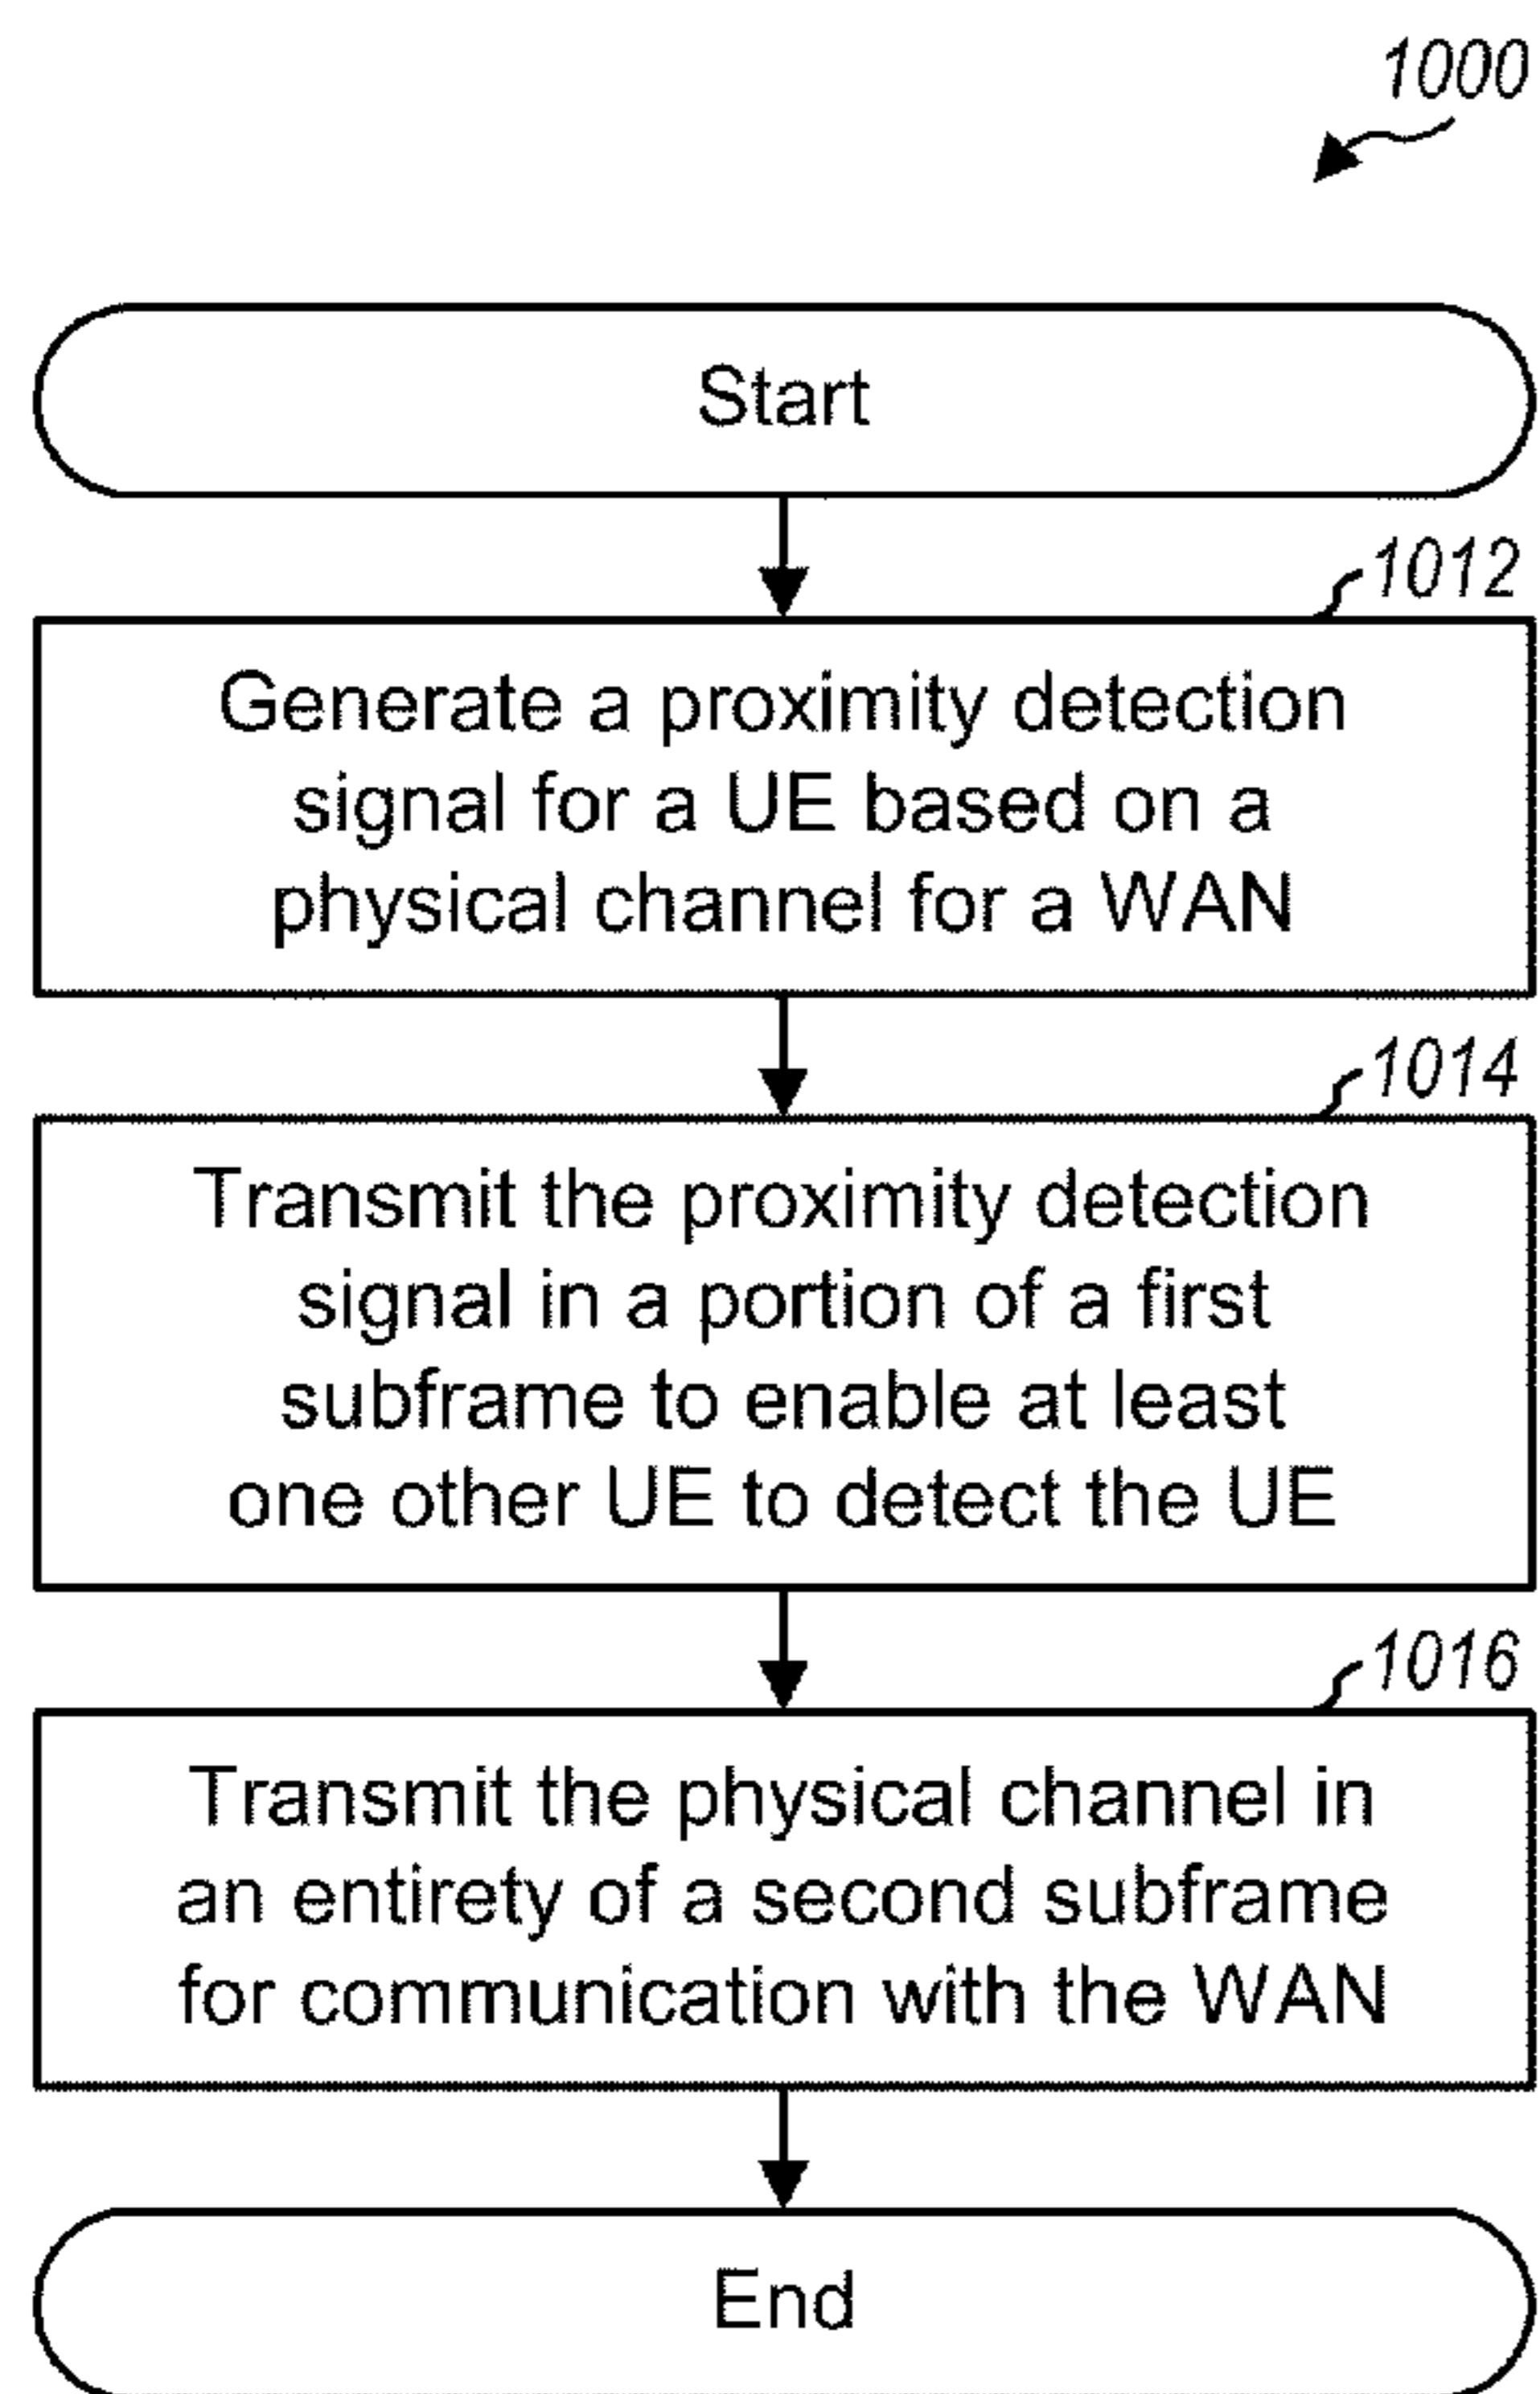 1000
Start
1012
Generate a proximity detection
signal for a UE based on a
physical channel for a WAN
1014
Transmit the proximity detection
signal in a portion of a first
subframe to enable at least
one other UE to detect the UE
1016
Transmit the physical channel in
an entirety of a second subframe
for communication with the WAN
End